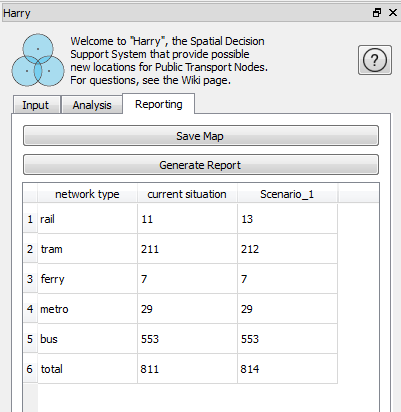 Harry
Welcome to "Harry", the Spatial Decision
Support System that provide possible
new locations for Public Transport Nodes.
For questions, see the Wiki page.
?
Input Analysis Reporting
Save Map
Generate Report
network type current situation Scenario_1
1 rail 11 13
2 tram 211 212
3 ferry 7 7
4 metro 29 29
5 bus 553 553
6 total 811 814